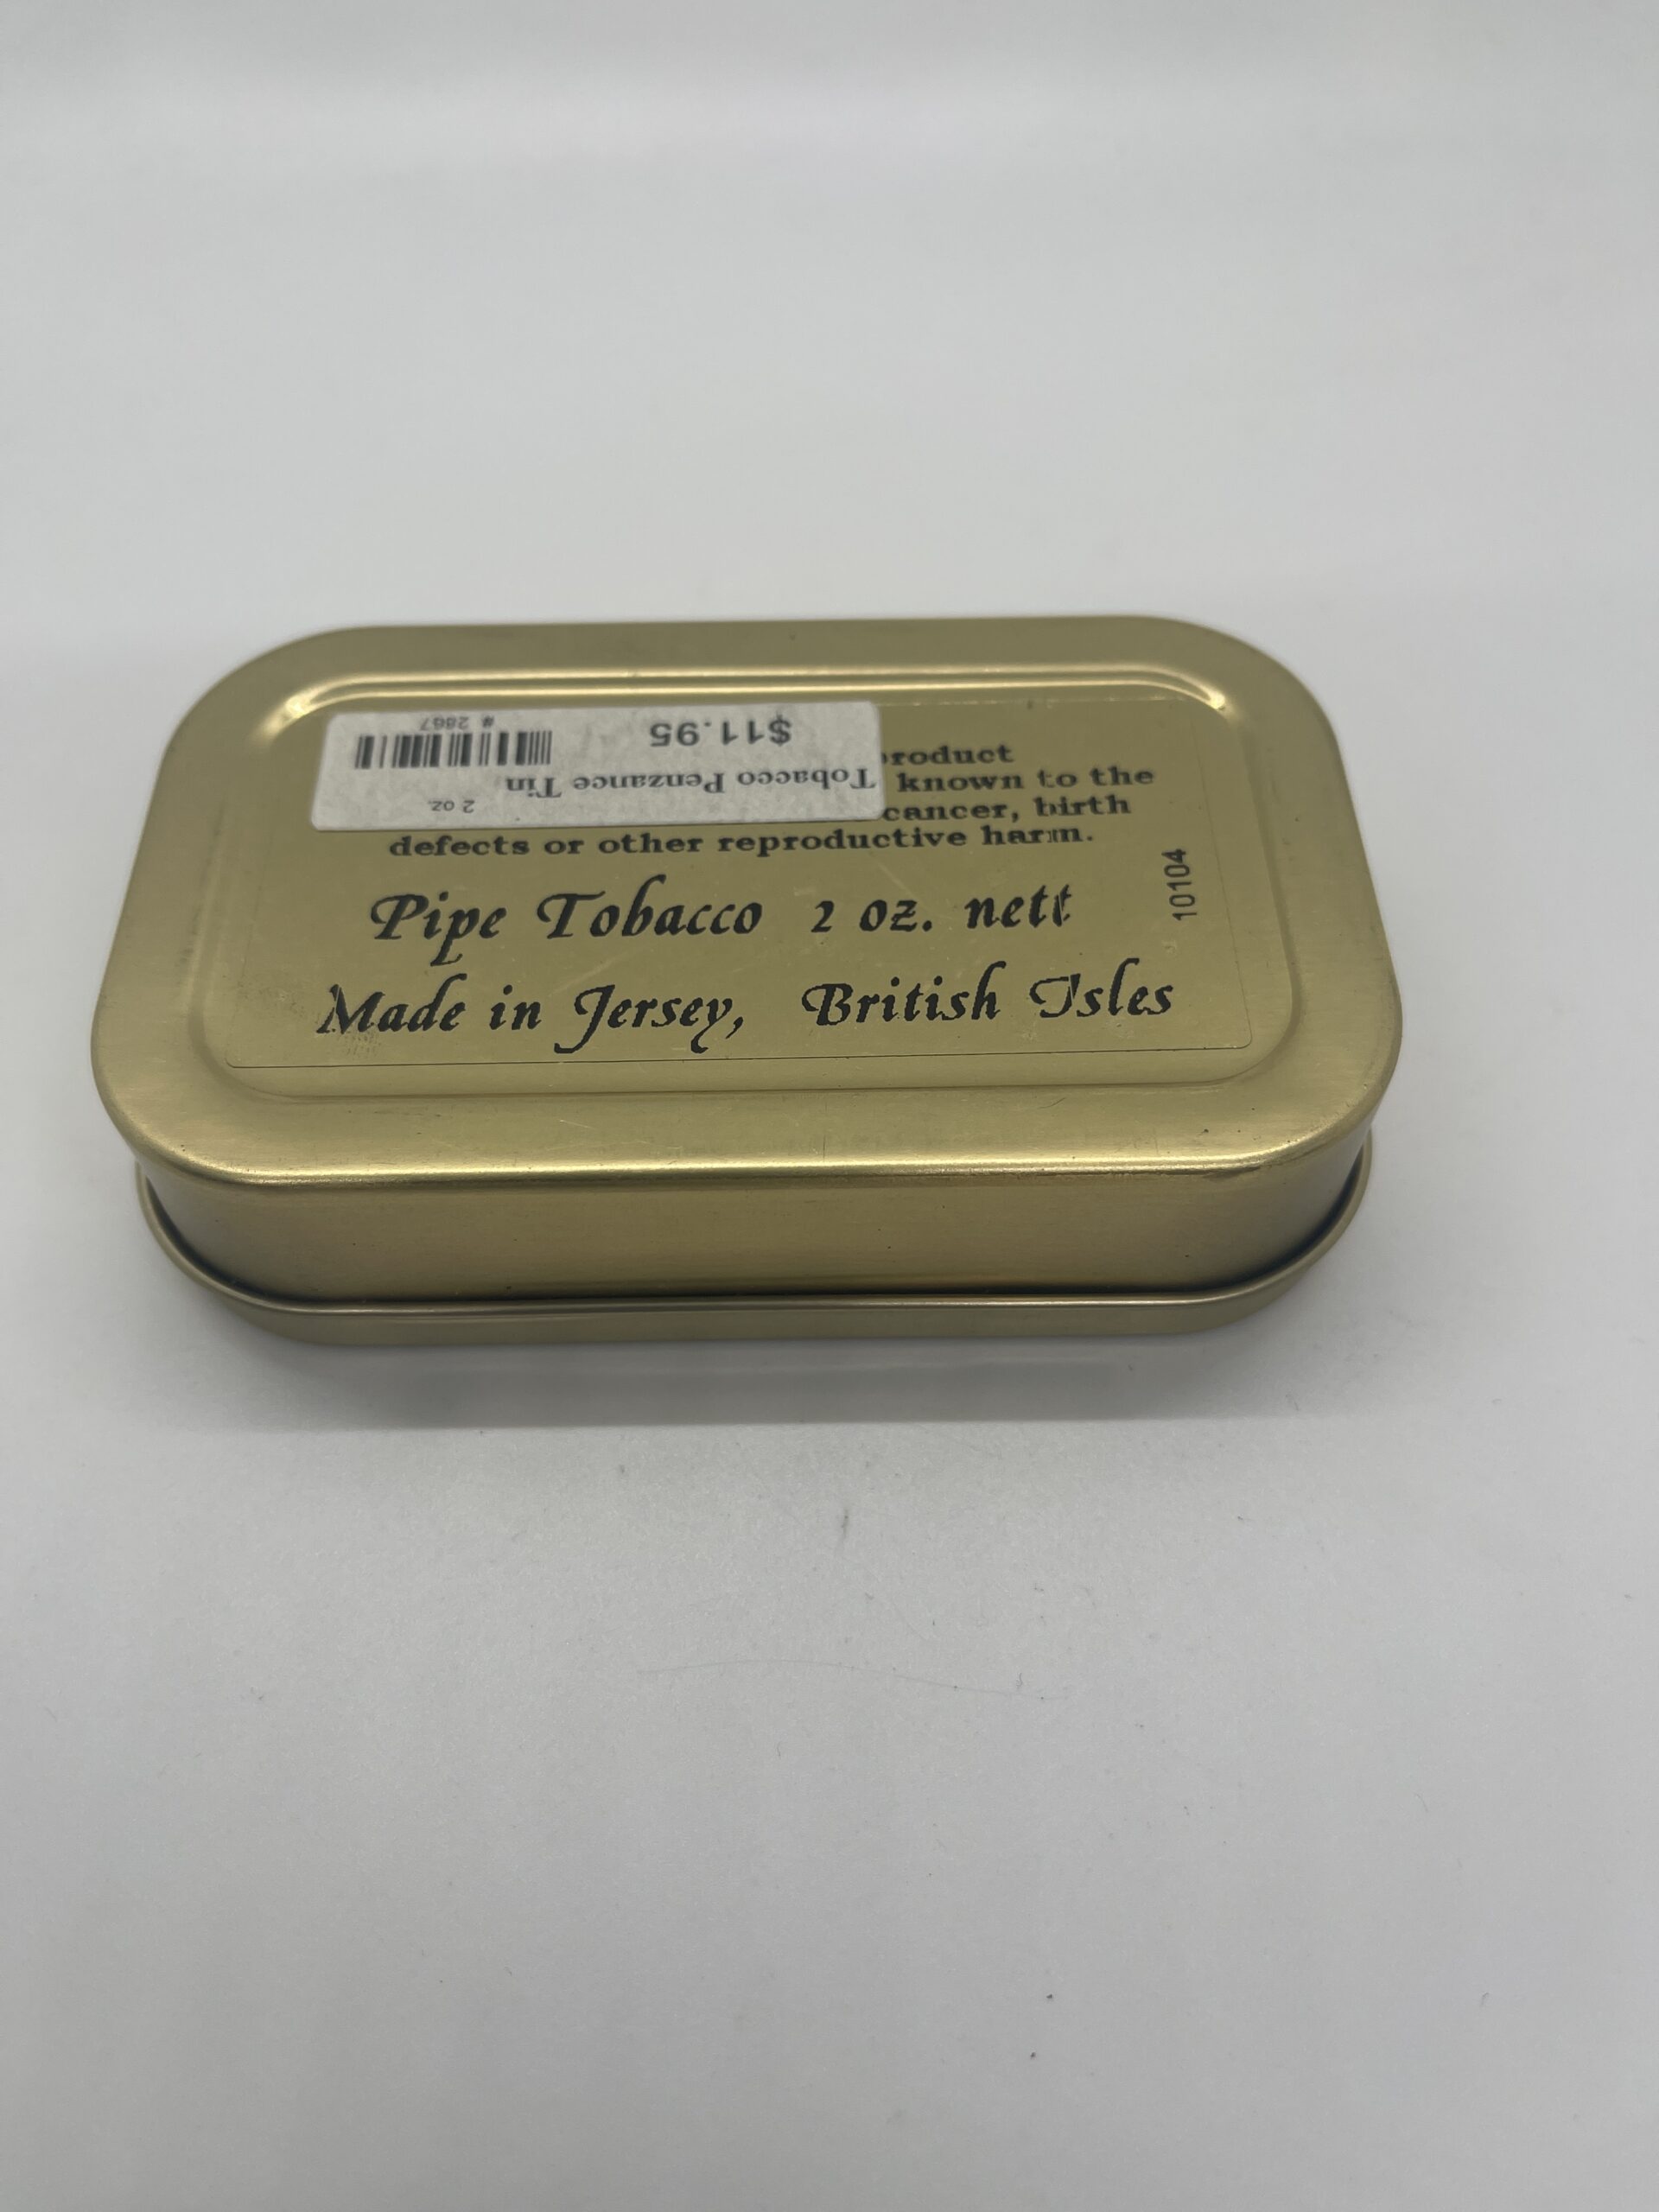 # 2867
$11.95
Tobacco Penzance Tin
2 oz.
roduct
known to the
cancer, birth
defects or other reproductive harm.
Pipe Tobacco 2 oz. nett
Made in Jersey, British Isles
10104